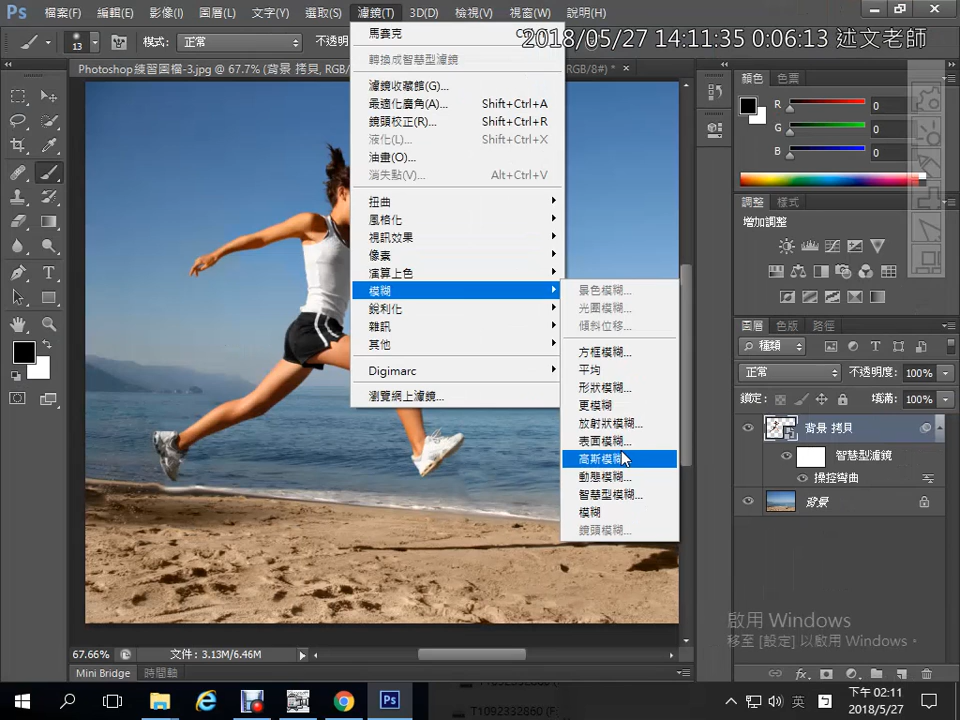 Ps 檔案(F) 編輯(E) 影像(I) 圖層(L) 文字(Y) 選取(S) 濾鏡(T) 3D(D) 檢視(V) 視窗(W) 說明(H)
2018/05/27 14:11:35 0:06:13 述文老師
13 模式: 正常 不透明
Photoshop練習圖檔-3.jpg @ 67.7% (背景 拷貝, RGB/
RGB/8#) ×
馬賽克
轉換成智慧型濾鏡
濾鏡收藏館(G)...
最適化廣角(A)... Shift+Ctrl+A
鏡頭校正(R)... Shift+Ctrl+R
液化(L)... Shift+Ctrl+X
油畫(O)...
消失點(V)... Alt+Ctrl+V
扭曲
風格化
視訊效果
像素
演算上色
模糊
銳利化
雜訊
其他
Digimarc
瀏覽網上濾鏡...
景色模糊...
光圈模糊...
傾斜位移...
方框模糊...
平均
形狀模糊...
更模糊
放射狀模糊...
表面模糊...
高斯模糊...
動態模糊...
智慧型模糊...
模糊
鏡頭模糊...
顏色 色票
R 0
G 0
B 0
調整 樣式
增加調整
圖層 色版 路徑
種類
正常 不透明度: 100%
鎖定: 填滿: 100%
背景 拷貝
智慧型濾鏡
操控彎曲
背景
啟用 Windows
移至 [設定] 以啟用 Windows。
67.66% 文件: 3.13M/6.46M
Mini Bridge 時間軸
T1092332860 (F
英
下午 02:11
2018/5/27